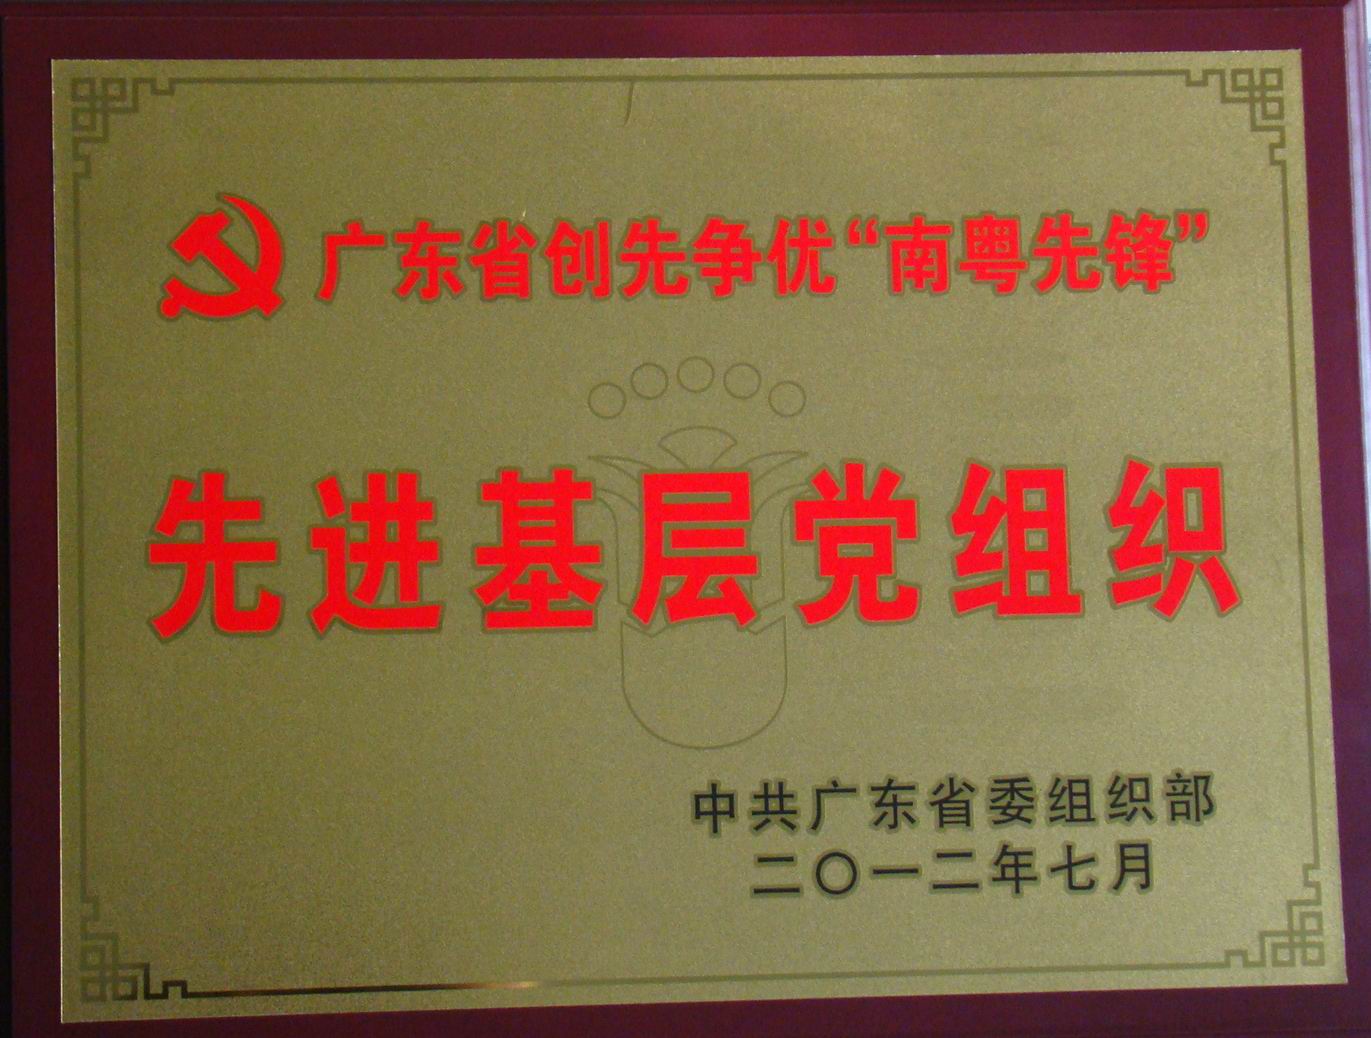 广东省创先争优“南粤先锋”
先进基层党组织
中共广东省委组织部
二〇一二年七月